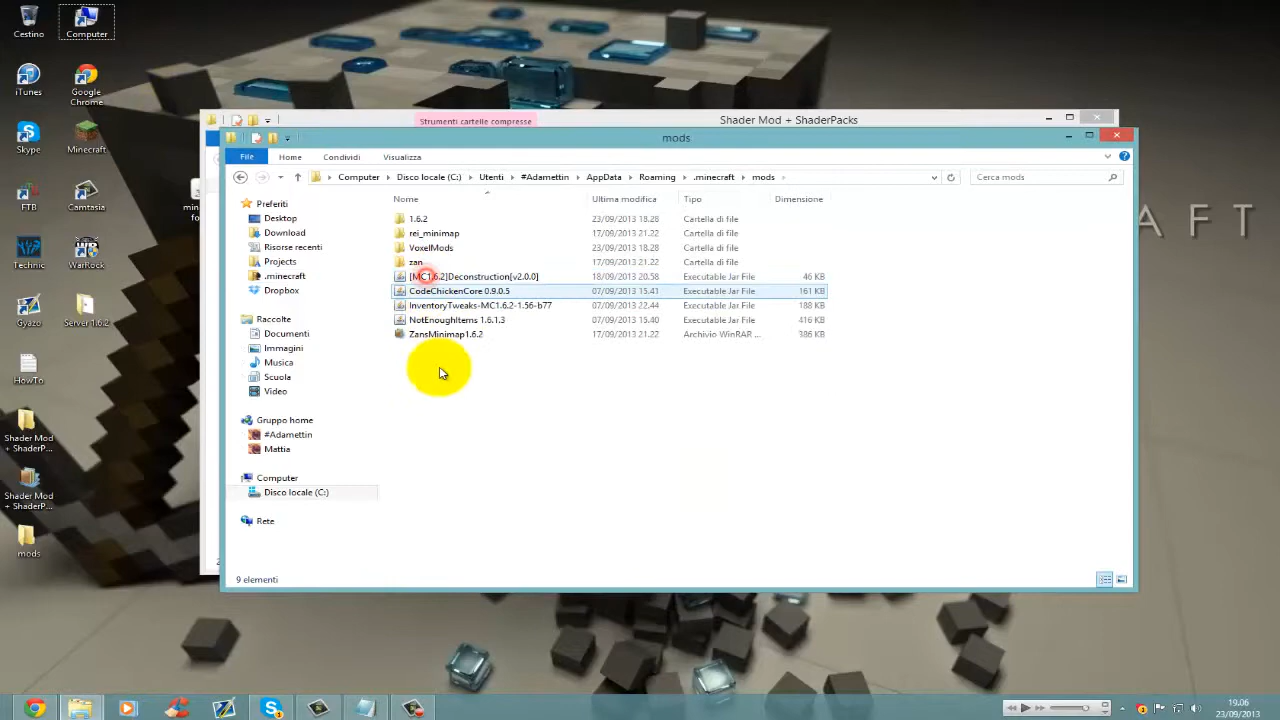 Cestino
Computer
iTunes
Google
Chrome
Skype
Minecraft
FTB
Camtasia
Technic
WarRock
Gyazo
Server 1.6.2
HowTo
Shader Mod
+ ShaderP...
Shader Mod
+ ShaderP...
mods
Strumenti cartelle compresse
Shader Mod + ShaderPacks
mods
File
Home
Condividi
Visualizza
Computer
Disco locale (C:)
Utenti
#Adamettin
AppData
Roaming
.minecraft
mods
Cerca mods
Nome
Ultima modifica
Tipo
Dimensione
1.6.2 23/09/2013 18.28 Cartella di file
rei_minimap 17/09/2013 21.22 Cartella di file
VoxelMods 23/09/2013 18.28 Cartella di file
zan 17/09/2013 21.22 Cartella di file
[MC1.6.2]Deconstruction[v2.0.0] 18/09/2013 20.58 Executable Jar File 46 KB
CodeChickenCore 0.9.0.5 07/09/2013 15.41 Executable Jar File 161 KB
InventoryTweaks-MC1.6.2-1.56-b77 07/09/2013 22.44 Executable Jar File 188 KB
NotEnoughItems 1.6.1.3 07/09/2013 15.40 Executable Jar File 416 KB
ZansMinimap1.6.2 17/09/2013 21.22 Archivio WinRAR ... 386 KB
Preferiti
Desktop
Download
Risorse recenti
Projects
.minecraft
Dropbox
Raccolte
Documenti
Immagini
Musica
Scuola
Video
Gruppo home
#Adamettin
Mattia
Computer
Disco locale (C:)
Rete
9 elementi
AFT
19.06
23/09/2013